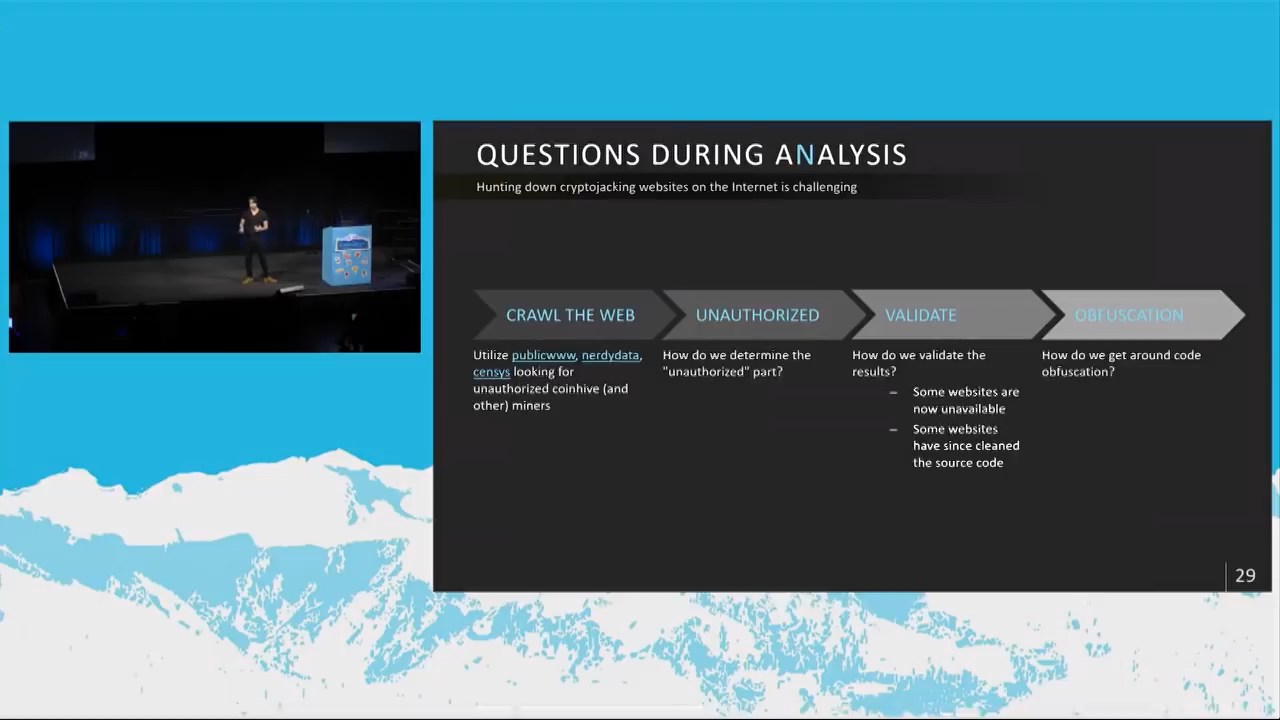 QUESTIONS DURING ANALYSIS
Hunting down cryptojacking websites on the Internet is challenging
CRAWL THE WEB
Utilize publicwww, nerdydata,
censys looking for
unauthorized coinhive (and
other) miners
UNAUTHORIZED
How do we determine the
"unauthorized" part?
VALIDATE
How do we validate the
results?
– Some websites are
now unavailable
– Some websites
have since cleaned
the source code
OBFUSCATION
How do we get around code
obfuscation?
29